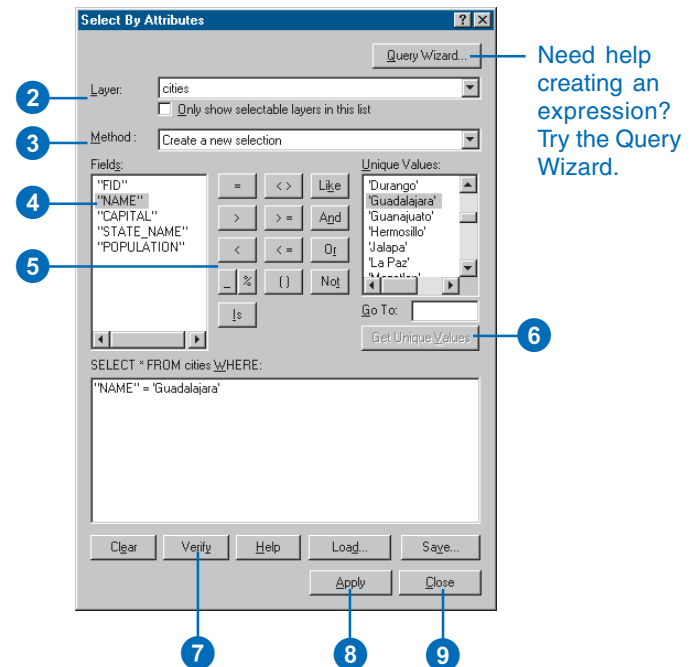 Select By Attributes
? X
Query Wizard...
Need help
creating an
expression?
Try the Query
Wizard.
2
Layer:
cities
Only show selectable layers in this list
3
Method :
Create a new selection
Fields:
Unique Values:
"FID"
"NAME"
"CAPITAL"
"STATE_NAME"
"POPULATION"
4
5
= < > Like
> > = And
< < = Or
_ % ( ) Not
Is
'Durango'
'Guadalajara'
'Guanajuato'
'Hermosillo'
'Jalapa'
'La Paz'
Go To:
Get Unique Values
6
SELECT * FROM cities WHERE:
"NAME" = 'Guadalajara'
Clear Verify Help Load... Save...
Apply Close
7 8 9